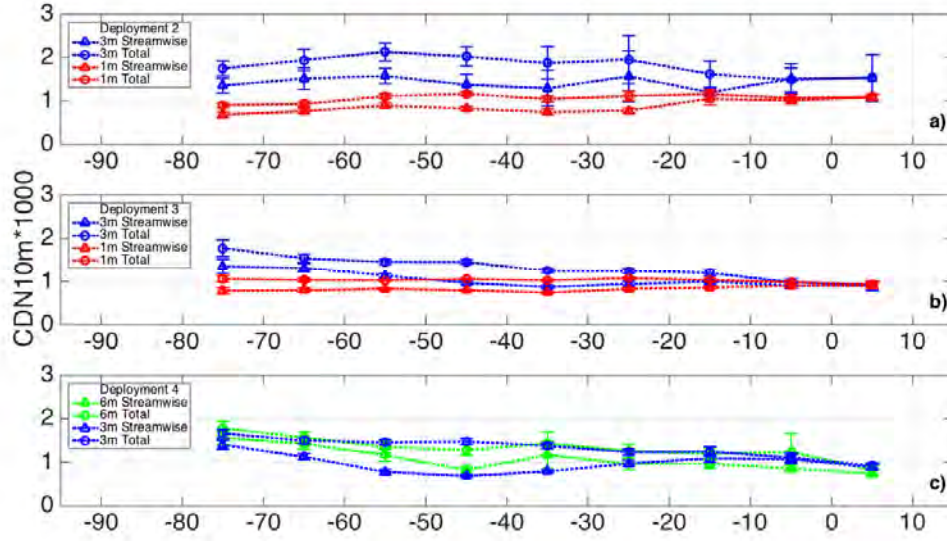 3
Deployment 2
3m Streamwise
3m Total
2
1m Streamwise
1m Total
1
a)
0
-90 -80 -70 -60 -50 -40 -30 -20 -10 0 10
CDN10m*1000
3
Deployment 3
3m Streamwise
3m Total
2
1m Streamwise
1m Total
1
b)
0
-90 -80 -70 -60 -50 -40 -30 -20 -10 0 10
3
Deployment 4
6m Streamwise
6m Total
2
3m Streamwise
3m Total
1
c)
0
-90 -80 -70 -60 -50 -40 -30 -20 -10 0 10